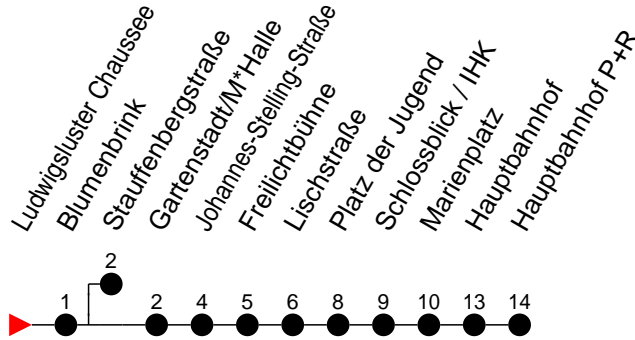 Ludwigsluster Chaussee
Blumenbrink
Stauffenbergstraße
Gartenstadt/M*Halle
Johannes-Stelling-Straße
Freilichtbühne
Lischstraße
Platz der Jugend
Schlossblick / IHK
Marienplatz
Hauptbahnhof
Hauptbahnhof P+R
2
1 2 4 5 6 8 9 10 13 14